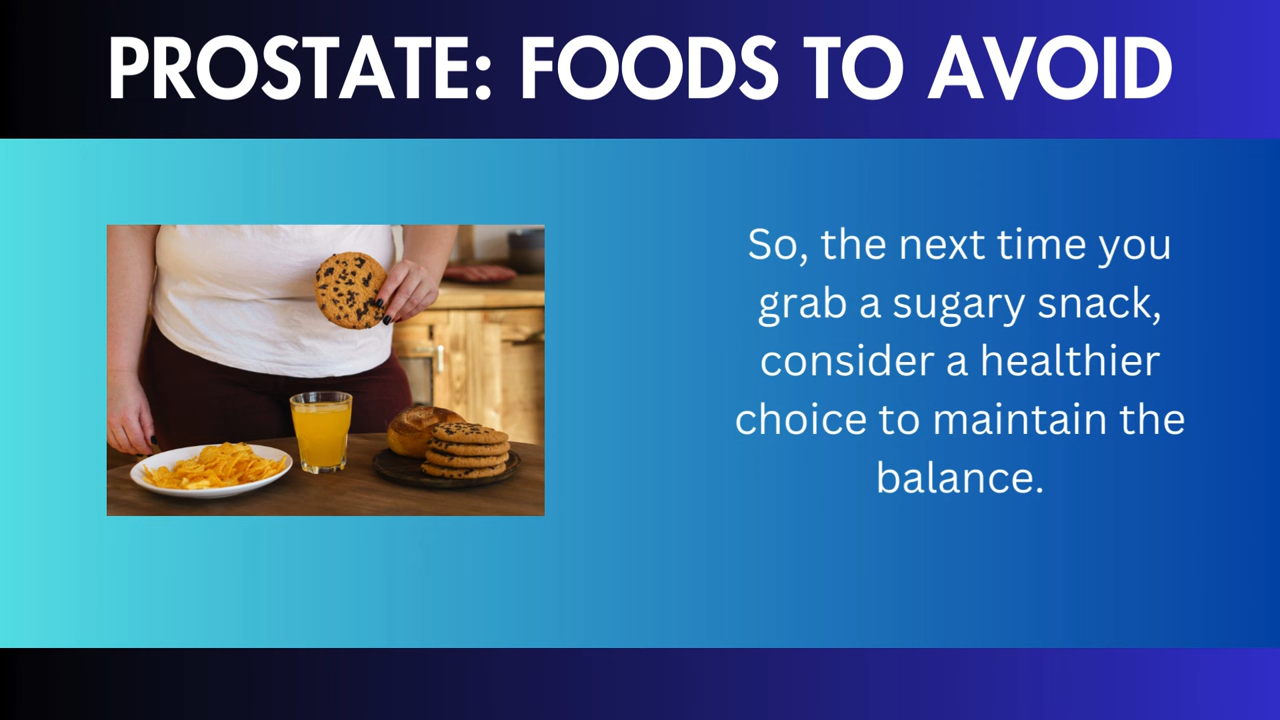 PROSTATE: FOODS TO AVOID
So, the next time you
grab a sugary snack,
consider a healthier
choice to maintain the
balance.